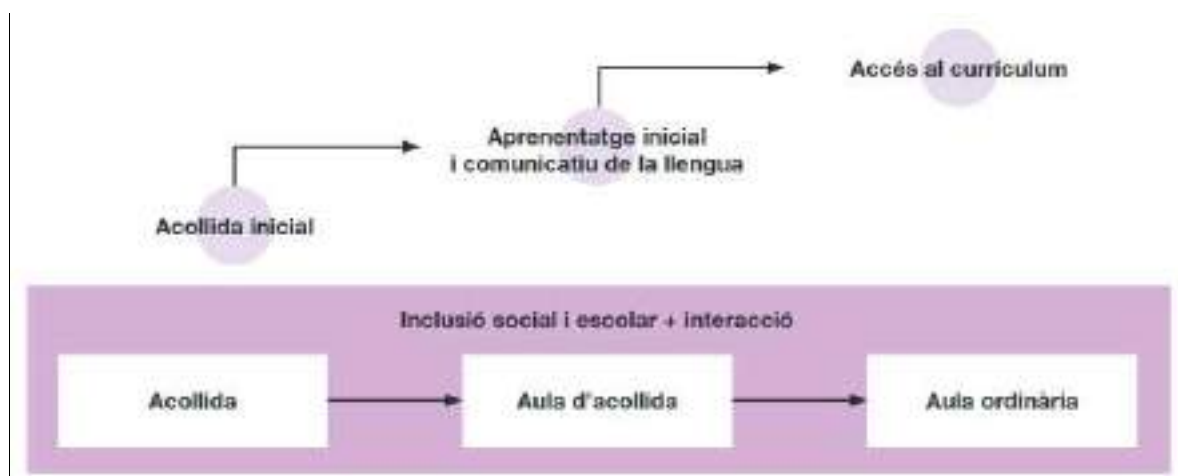 Accés al currículum
Aprenentatge inicial
i comunicatiu de la llengua
Acollida inicial
Inclusió social i escolar + interacció
Acollida
Aula d'acollida
Aula ordinària